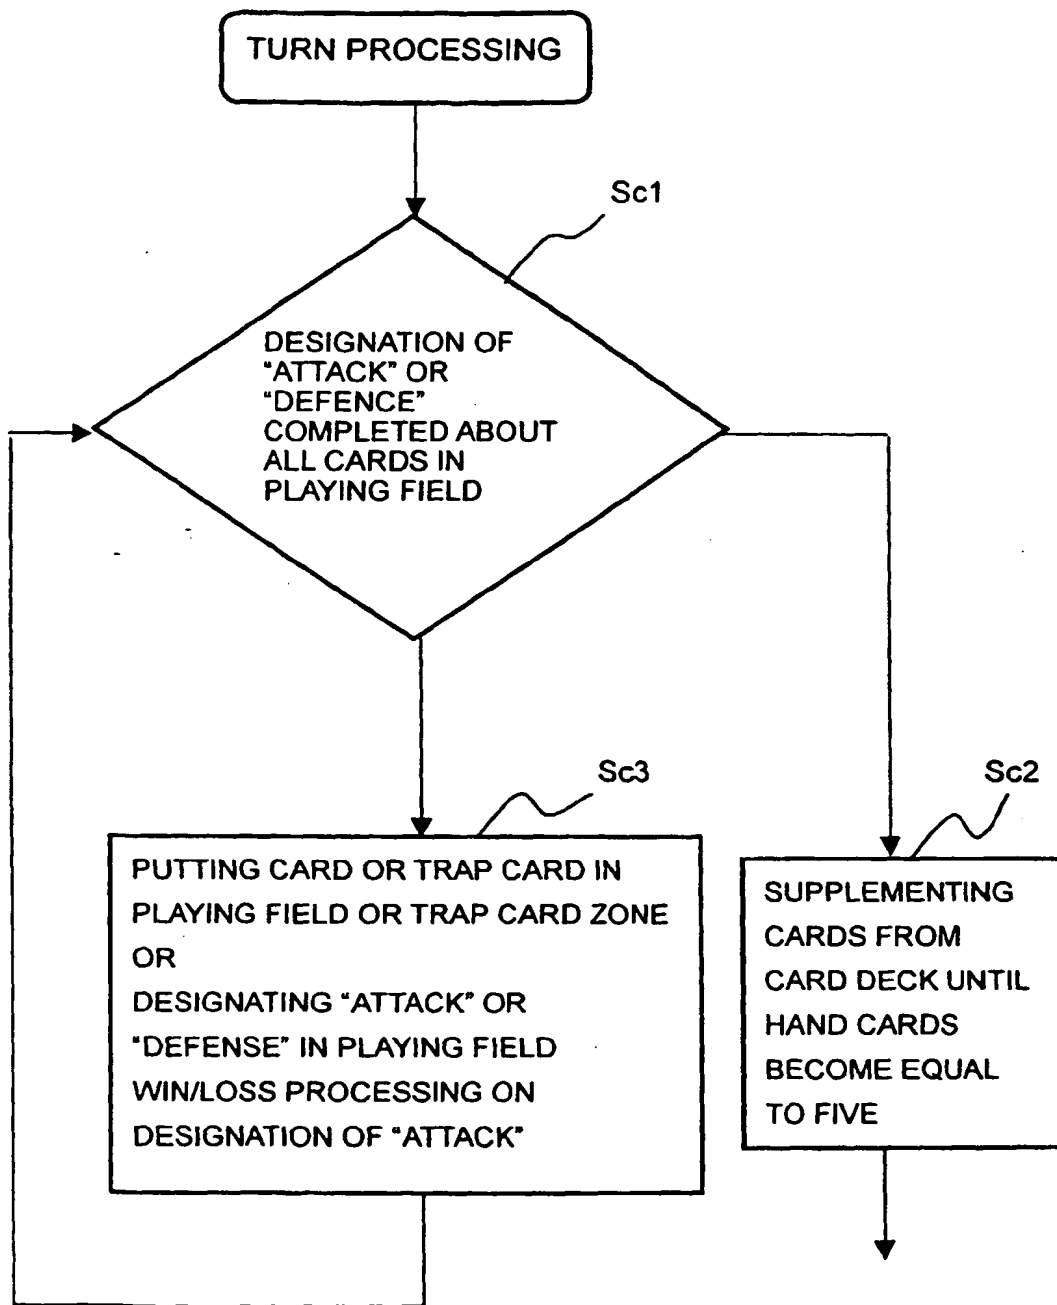 TURN PROCESSING
Sc1
DESIGNATION OF
"ATTACK" OR
"DEFENCE"
COMPLETED ABOUT
ALL CARDS IN
PLAYING FIELD
Sc3
PUTTING CARD OR TRAP CARD IN
PLAYING FIELD OR TRAP CARD ZONE
OR
DESIGNATING "ATTACK" OR
"DEFENSE" IN PLAYING FIELD
WIN/LOSS PROCESSING ON
DESIGNATION OF "ATTACK"
Sc2
SUPPLEMENTING
CARDS FROM
CARD DECK UNTIL
HAND CARDS
BECOME EQUAL
TO FIVE